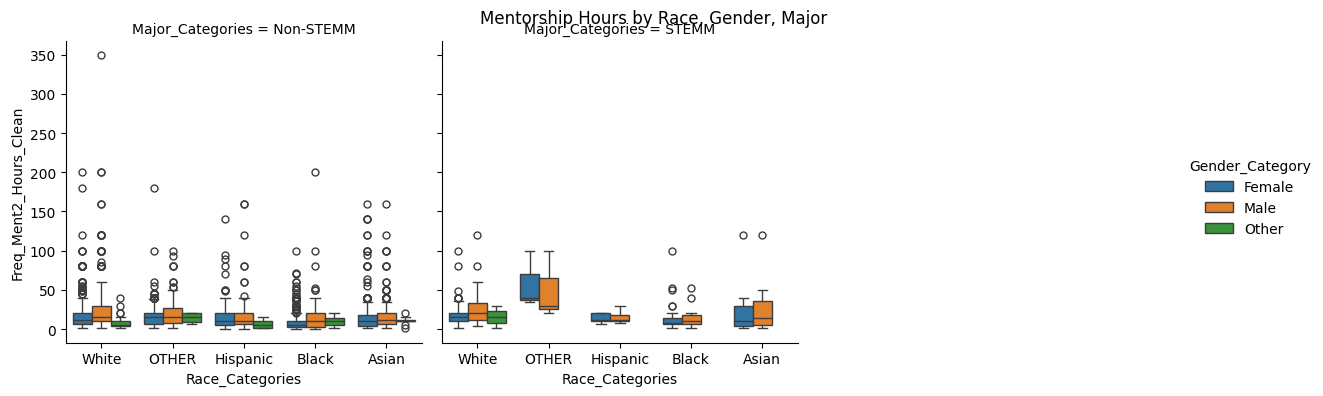 Mentorship Hours by Race, Gender, Major
Major_Categories = Non-STEMM
Major_Categories = STEMM
Freq_Ment2_Hours_Clean
350
300
250
200
150
100
50
0
White OTHER Hispanic Black Asian
Race_Categories
White OTHER Hispanic Black Asian
Race_Categories
Gender_Category
Female
Male
Other